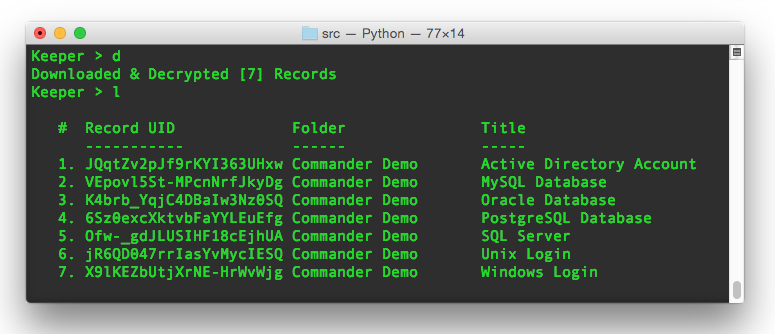 src — Python — 77×14
Keeper > d
Downloaded & Decrypted [7] Records
Keeper > l
# Record UID Folder Title
----------- ------ -----
1. JQqtZv2pJf9rKYI363UHxw Commander Demo Active Directory Account
2. VEpovl5St-MPcnNrfJkyDg Commander Demo MySQL Database
3. K4brb_YqjC4DBaIw3Nz0SQ Commander Demo Oracle Database
4. 6Sz0excXktvbFaYYLEuEfg Commander Demo PostgreSQL Database
5. Ofw-_gdJLUSIHF18cEjhUA Commander Demo SQL Server
6. jR6QD047rrIasYvMycIESQ Commander Demo Unix Login
7. X9lKEZbUtjXrNE-HrWvWjg Commander Demo Windows Login